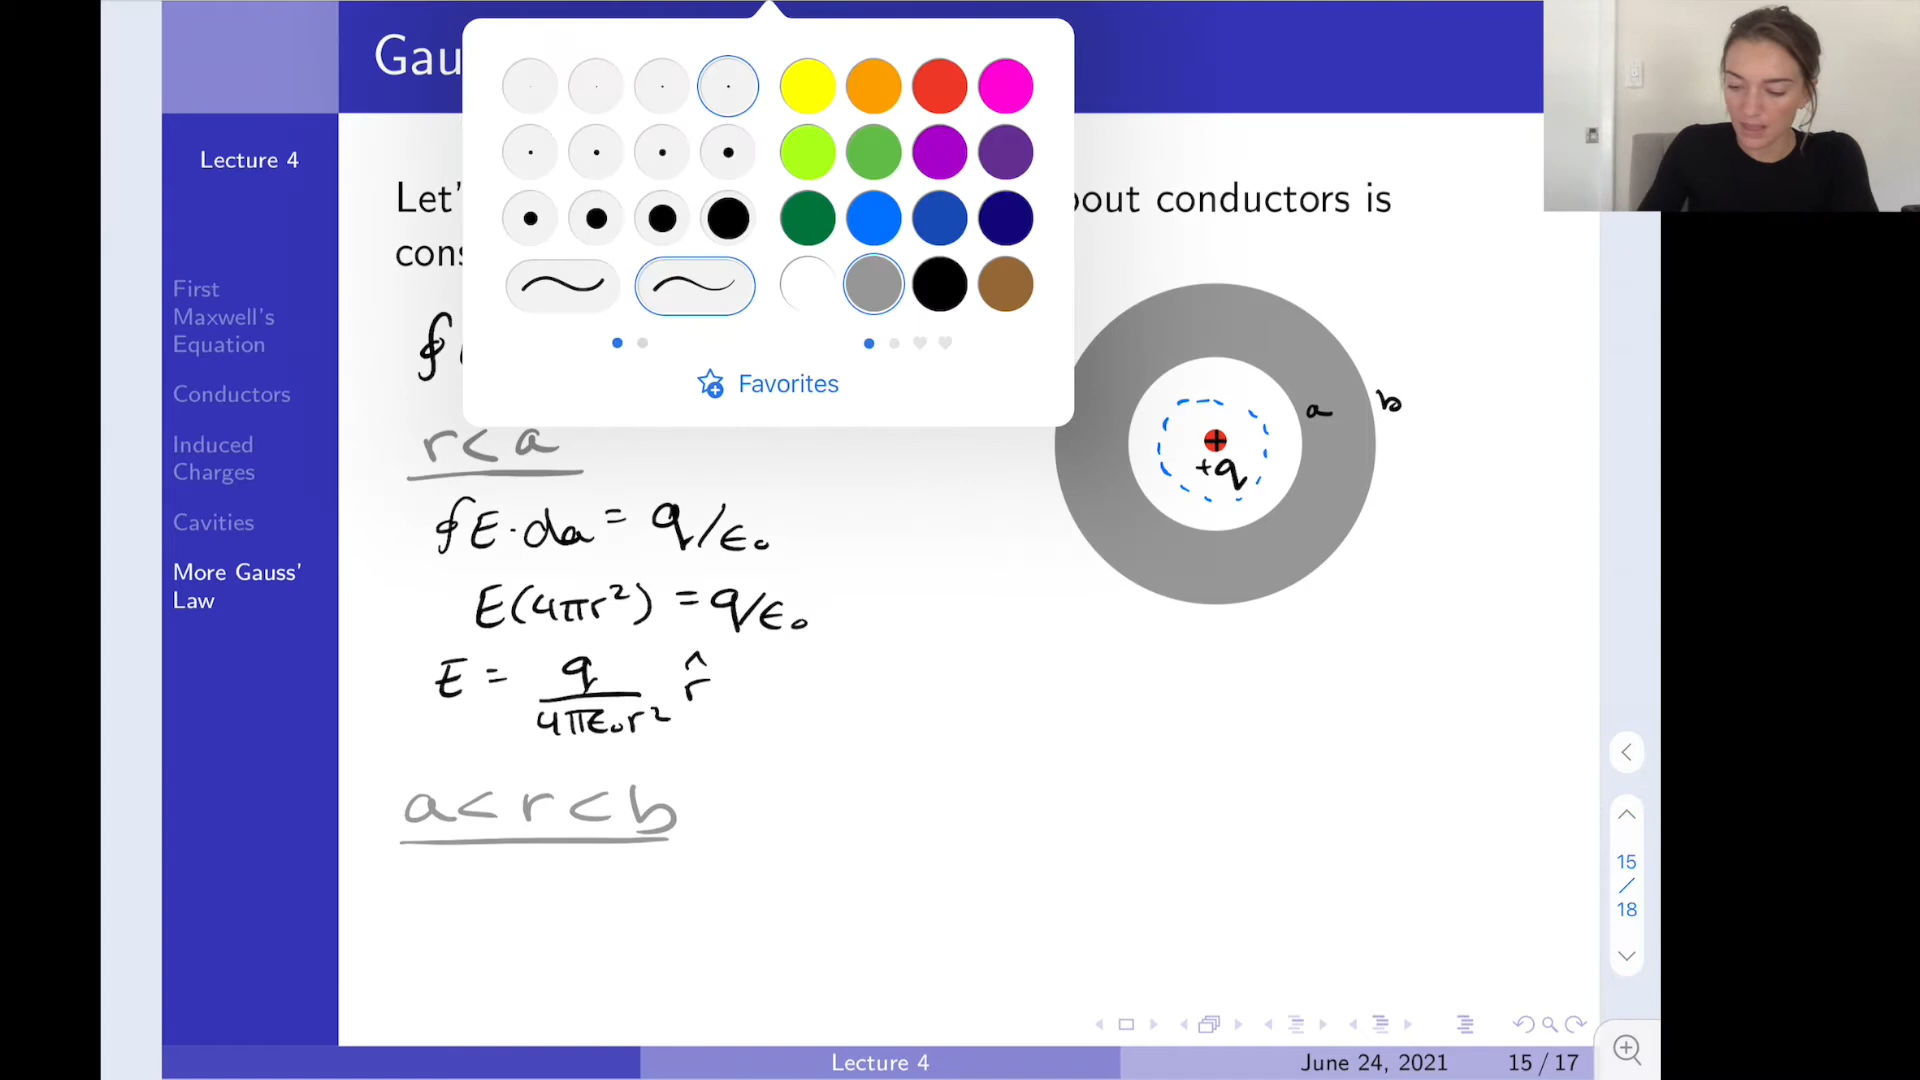 Gau
Lecture 4
Let'
bout conductors is
cons
First
Maxwell's
Equation
Conductors
Induced
Charges
Cavities
More Gauss'
Law
Favorites
∮
r < a
∮E·da = q/ε₀
E(4πr²) = q/ε₀
E = q/4πε₀r² r̂
a < r < b
a
b
+
+q
15
/
18
Lecture 4
June 24, 2021
15 / 17